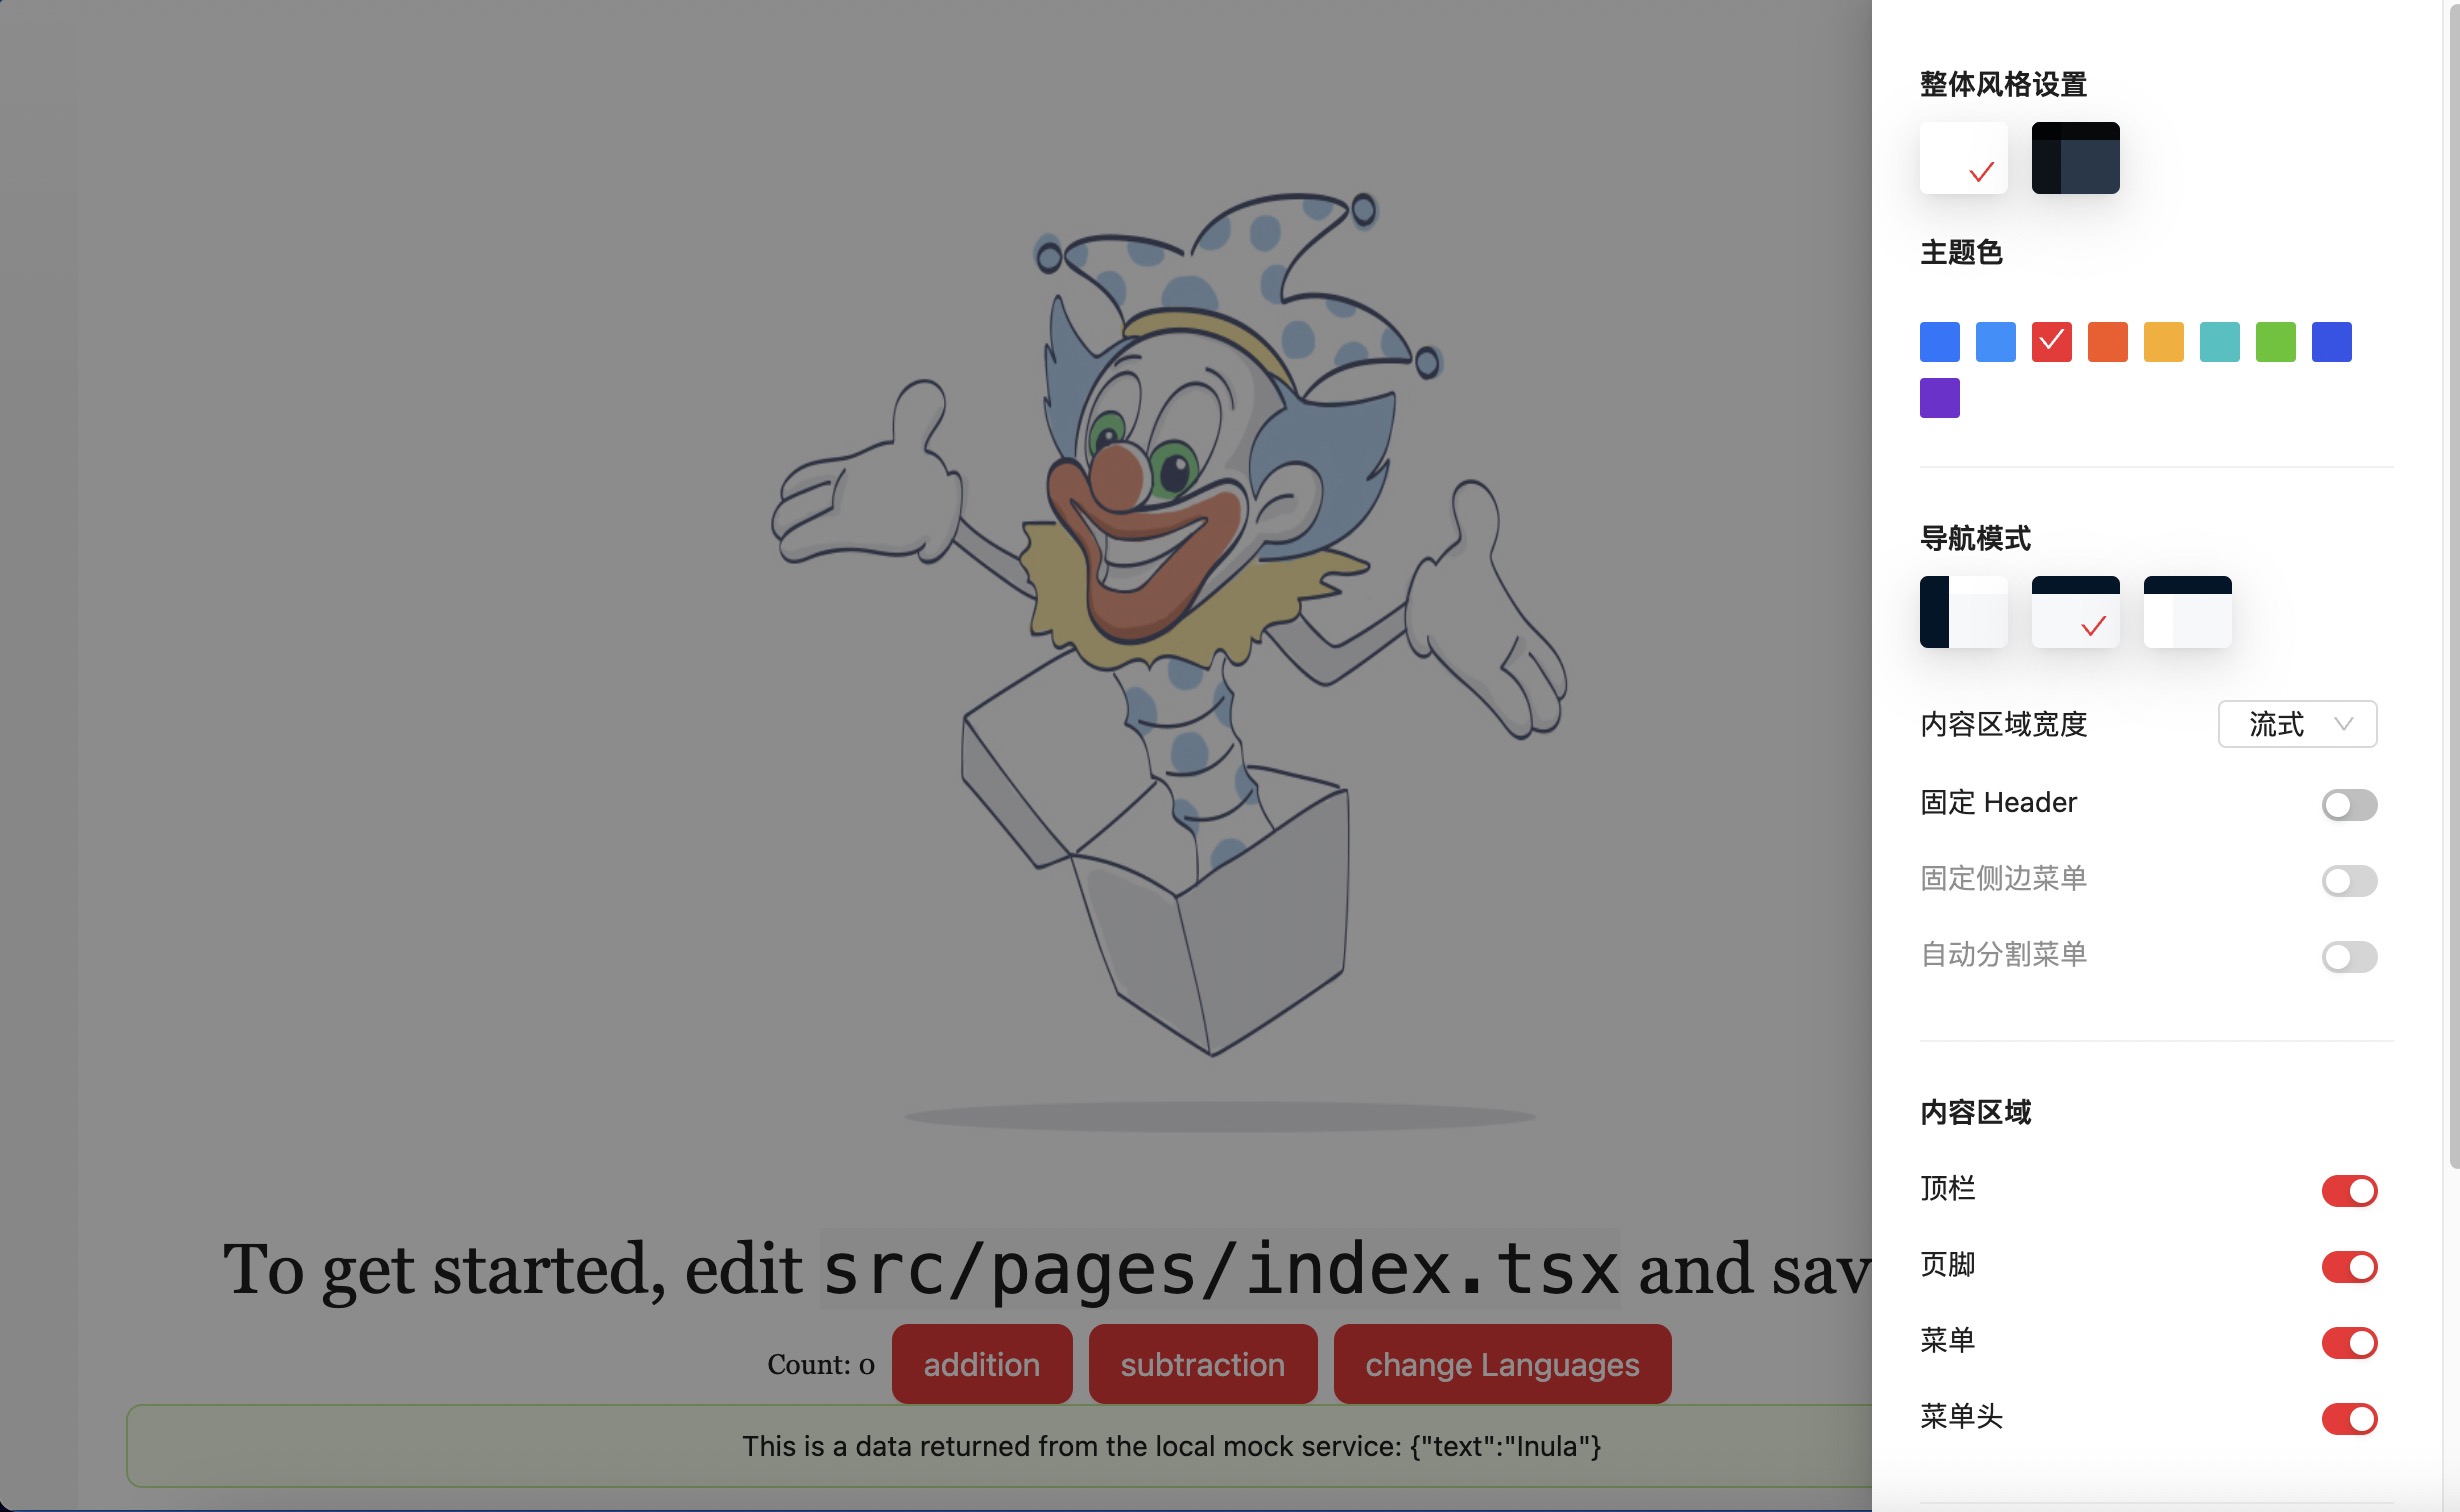 To get started, edit src/pages/index.tsx and sav
Count: 0 addition subtraction change Languages
This is a data returned from the local mock service: {"text":"Inula"}
整体风格设置
主题色
导航模式
内容区域宽度 流式
固定 Header
固定侧边菜单
自动分割菜单
内容区域
顶栏
页脚
菜单
菜单头